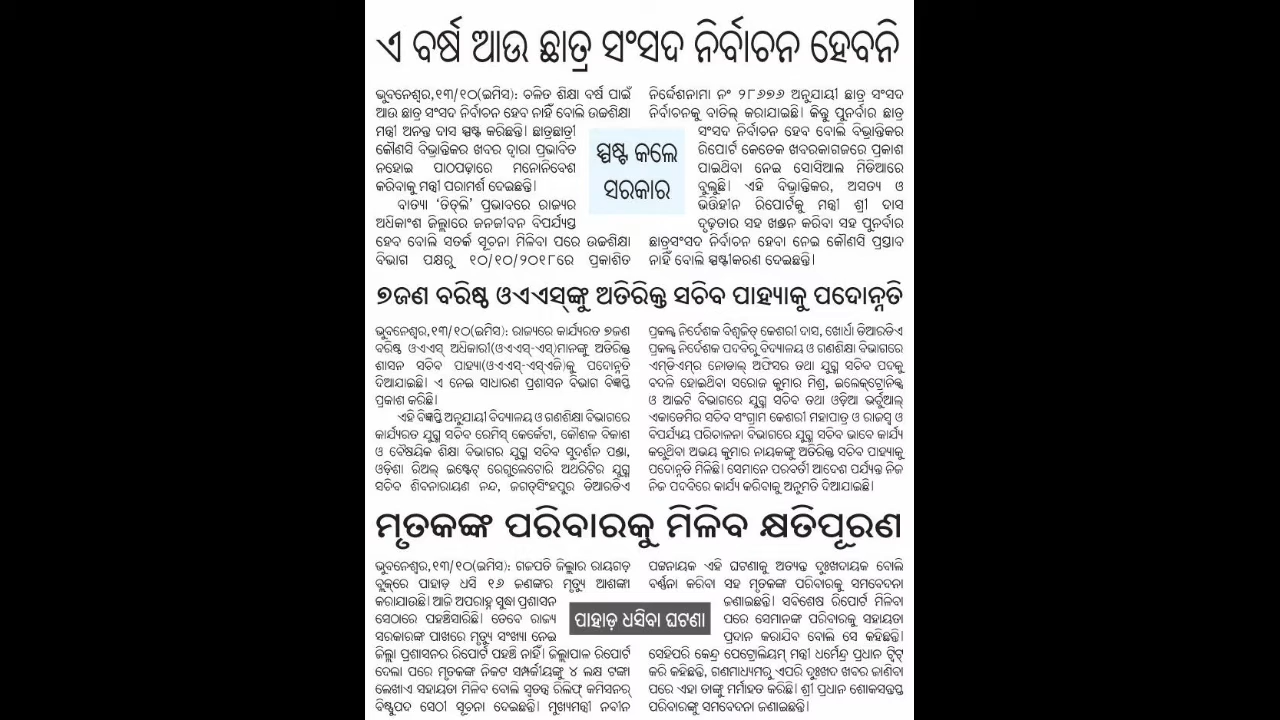 ଏ ବର୍ଷ ଆଉ ଛାତ୍ର ସଂସଦ ନିର୍ବାଚନ ହେବନି
ଭୁବନେଶ୍ୱର,୧୩/୧୦(ଇମିସ): ଚଳିତ ଶିକ୍ଷା ବର୍ଷ ପାଇଁ
ଆଉ ଛାତ୍ର ସଂସଦ ନିର୍ବାଚନ ହେବ ନାହିଁ ବୋଲି ଉଚ୍ଚଶିକ୍ଷା
ମନ୍ତ୍ରୀ ଅନନ୍ତ ଦାସ ସ୍ପଷ୍ଟ କରିଛନ୍ତି। ଛାତ୍ରଛାତ୍ରୀ
କୌଣସି ବିଭ୍ରାନ୍ତିକର ଖବର ଦ୍ୱାରା ପ୍ରଭାବିତ
ନହୋଇ ପାଠପଢ଼ାରେ ମନୋନିବେଶ
କରିବାକୁ ମନ୍ତ୍ରୀ ପରାମର୍ଶ ଦେଇଛନ୍ତି।
ବାତ୍ୟା ‘ତିତ୍‌ଲି’ ପ୍ରଭାବରେ ରାଜ୍ୟର
ଅଧିକାଂଶ ଜିଲ୍ଲାରେ ଜନଜୀବନ ବିପର୍ଯ୍ୟସ୍ତ
ହେବ ବୋଲି ସତର୍କ ସୂଚନା ମିଳିବା ପରେ ଉଚ୍ଚଶିକ୍ଷା
ବିଭାଗ ପକ୍ଷରୁ ୧୦/୧୦/୨୦୧୮ରେ ପ୍ରକାଶିତ
ସ୍ପଷ୍ଟ କଲେ
ସରକାର
ନିର୍ଦ୍ଦେଶନାମା ନଂ ୨୮୬୭୬ ଅନୁଯାୟୀ ଛାତ୍ର ସଂସଦ
ନିର୍ବାଚନକୁ ବାତିଲ୍ କରାଯାଇଛି। କିନ୍ତୁ ପୁନର୍ବାର ଛାତ୍ର
ସଂସଦ ନିର୍ବାଚନ ହେବ ବୋଲି ବିଭ୍ରାନ୍ତିକର
ରିପୋର୍ଟ କେତେକ ଖବରକାଗଜରେ ପ୍ରକାଶ
ପାଇଥିବା ନେଇ ସୋସିଆଲ ମିଡିଆରେ
ବୁଲୁଛି। ଏହି ବିଭ୍ରାନ୍ତିକର, ଅସତ୍ୟ ଓ
ଭିତ୍ତିହୀନ ରିପୋର୍ଟକୁ ମନ୍ତ୍ରୀ ଶ୍ରୀ ଦାସ
ଦୃଢ଼ତାର ସହ ଖଣ୍ଡନ କରିବା ସହ ପୁନର୍ବାର
ଛାତ୍ରସଂସଦ ନିର୍ବାଚନ ହେବା ନେଇ କୌଣସି ପ୍ରସ୍ତାବ
ନାହିଁ ବୋଲି ସ୍ପଷ୍ଟୀକରଣ ଦେଇଛନ୍ତି।
୭ଜଣ ବରିଷ୍ଠ ଓଏଏସ୍‌ଙ୍କୁ ଅତିରିକ୍ତ ସଚିବ ପାହ୍ୟାକୁ ପଦୋନ୍ନତି
ଭୁବନେଶ୍ୱର,୧୩/୧୦(ଇମିସ): ରାଜ୍ୟରେ କାର୍ଯ୍ୟରତ ୭ଜଣ
ବରିଷ୍ଠ ଓଏଏସ୍ ଅଧିକାରୀ(ଓଏଏସ୍-ଏସ୍)ମାନଙ୍କୁ ଅତିରିକ୍ତ
ଶାସନ ସଚିବ ପାହ୍ୟା(ଓଏଏସ୍-ଏସ୍ଏଜି)କୁ ପଦୋନ୍ନତି
ଦିଆଯାଇଛି। ଏ ନେଇ ସାଧାରଣ ପ୍ରଶାସନ ବିଭାଗ ବିଜ୍ଞପ୍ତି
ପ୍ରକାଶ କରିଛି।
ଏହି ବିଜ୍ଞପ୍ତି ଅନୁଯାୟୀ ବିଦ୍ୟାଳୟ ଓ ଗଣଶିକ୍ଷା ବିଭାଗରେ
କାର୍ଯ୍ୟରତ ଯୁଗ୍ମ ସଚିବ ରେମିସ୍ କେର୍କେଟା, କୌଶଳ ବିକାଶ
ଓ ବୈଷୟିକ ଶିକ୍ଷା ବିଭାଗର ଯୁଗ୍ମ ସଚିବ ସୁଦର୍ଶନ ପଣ୍ଡା,
ଓଡ଼ିଶା ରିଅଲ୍ ଇଷ୍ଟେଟ୍ ରେଗୁଲେଟୋରି ଅଥରିଟିର ଯୁଗ୍ମ
ସଚିବ ଶିବନାରାୟଣ ନନ୍ଦ, ଜଗତ୍‌ସିଂହପୁର ଡିଆରଡିଏ
ପ୍ରକଳ୍ପ ନିର୍ଦେଶକ ବିଶ୍ୱଜିତ୍ କେଶରୀ ଦାସ, ଖୋର୍ଧା ଡିଆରଡିଏ
ପ୍ରକଳ୍ପ ନିର୍ଦେଶକ ପଦବିରୁ ବିଦ୍ୟାଳୟ ଓ ଗଣଶିକ୍ଷା ବିଭାଗରେ
ଏମ୍‌ଡିଏମ୍‌ର ନୋଡାଲ୍ ଅଫିସର ତଥା ଯୁଗ୍ମ ସଚିବ ପଦକୁ
ବଦଳି ହୋଇଥିବା ସରୋଜ କୁମାର ମିଶ୍ର, ଇଲେକ୍ଟ୍ରୋନିକ୍ସ
ଓ ଆଇଟି ବିଭାଗରେ ଯୁଗ୍ମ ସଚିବ ତଥା ଓଡ଼ିଆ ଭର୍ଚୁଆଲ୍
ଏକାଡେମିର ସଚିବ ସଂଗ୍ରାମ କେଶରୀ ମହାପାତ୍ର ଓ ରାଜସ୍ୱ ଓ
ବିପର୍ଯ୍ୟୟ ପରିଚାଳନା ବିଭାଗରେ ଯୁଗ୍ମ ସଚିବ ଭାବେ କାର୍ଯ୍ୟ
କରୁଥିବା ଅଭୟ କୁମାର ନାୟକଙ୍କୁ ଅତିରିକ୍ତ ସଚିବ ପାହ୍ୟାକୁ
ପଦୋନ୍ନତି ମିଳିଛି। ସେମାନେ ପରବର୍ତୀ ଆଦେଶ ପର୍ଯ୍ୟନ୍ତ ନିଜ
ନିଜ ପଦବିରେ କାର୍ଯ୍ୟ କରିବାକୁ ଅନୁମତି ଦିଆଯାଇଛି।
ମୃତକଙ୍କ ପରିବାରକୁ ମିଳିବ କ୍ଷତିପୂରଣ
ଭୁବନେଶ୍ୱର,୧୩/୧୦(ଇମିସ): ଗଜପତି ଜିଲ୍ଲାର ରାୟଗଡ଼
ବ୍ଲକ୍‌ରେ ପାହାଡ଼ ଧସି ୧୬ ଜଣଙ୍କର ମୃତ୍ୟୁ ଆଶଙ୍କା
କରାଯାଉଛି। ଆଜି ଅପରାହ୍ନ ସୁଦ୍ଧା ପ୍ରଶାସନ
ସେଠାରେ ପହଞ୍ଚିସାରିଛି। ତେବେ ରାଜ୍ୟ
ସରକାରଙ୍କ ପାଖରେ ମୃତ୍ୟୁ ସଂଖ୍ୟା ନେଇ
ଜିଲ୍ଲା ପ୍ରଶାସନର ରିପୋର୍ଟ ପହଞ୍ଚି ନାହିଁ। ଜିଲ୍ଲାପାଳ ରିପୋର୍ଟ
ଦେଲା ପରେ ମୃତକଙ୍କ ନିକଟ ସମ୍ପର୍କୀୟଙ୍କୁ ୪ ଲକ୍ଷ ଟଙ୍କା
ଲେଖାଏ ସହାୟତା ମିଳିବ ବୋଲି ସ୍ୱତନ୍ତ୍ର ରିଲିଫ୍ କମିସନର୍
ବିଷ୍ଣୁପଦ ସେଠୀ ସୂଚନା ଦେଇଛନ୍ତି। ମୁଖ୍ୟମନ୍ତ୍ରୀ ନବୀନ
ପାହାଡ଼ ଧସିବା ଘଟଣା
ପଟ୍ଟନାୟକ ଏହି ଘଟଣାକୁ ଅତ୍ୟନ୍ତ ଦୁଃଖଦାୟକ ବୋଲି
ବର୍ଣ୍ଣନା କରିବା ସହ ମୃତକଙ୍କ ପରିବାରକୁ ସମବେଦନା
ଜଣାଇଛନ୍ତି। ସବିଶେଷ ରିପୋର୍ଟ ମିଳିବା
ପରେ ସେମାନଙ୍କ ପରିବାରକୁ ସହାୟତା
ପ୍ରଦାନ କରାଯିବ ବୋଲି ସେ କହିଛନ୍ତି।
ସେହିପରି କେନ୍ଦ୍ର ପେଟ୍ରୋଲିୟମ୍ ମନ୍ତ୍ରୀ ଧର୍ମେନ୍ଦ୍ର ପ୍ରଧାନ ଟ୍ୱିଟ୍
କରି କହିଛନ୍ତି, ଗଣମାଧ୍ୟମରୁ ଏପରି ଦୁଃଖଦ ଖବର ଜାଣିବା
ପରେ ଏହା ତାଙ୍କୁ ମର୍ମାହତ କରିଛି। ଶ୍ରୀ ପ୍ରଧାନ ଶୋକସନ୍ତପ୍ତ
ପରିବାରଙ୍କୁ ସମବେଦନା ଜଣାଇଛନ୍ତି।